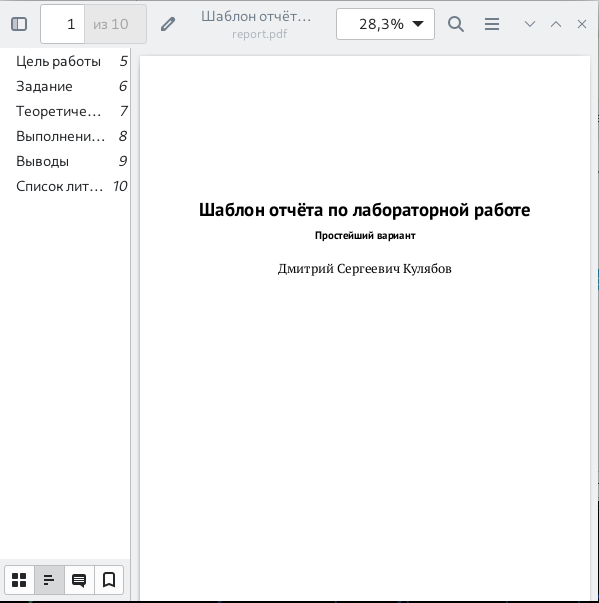 1 из 10
Шаблон отчёт...
report.pdf
28,3%
Цель работы 5
Задание 6
Теоретиче... 7
Выполнени... 8
Выводы 9
Список лит... 10
Шаблон отчёта по лабораторной работе
Простейший вариант
Дмитрий Сергеевич Кулябов